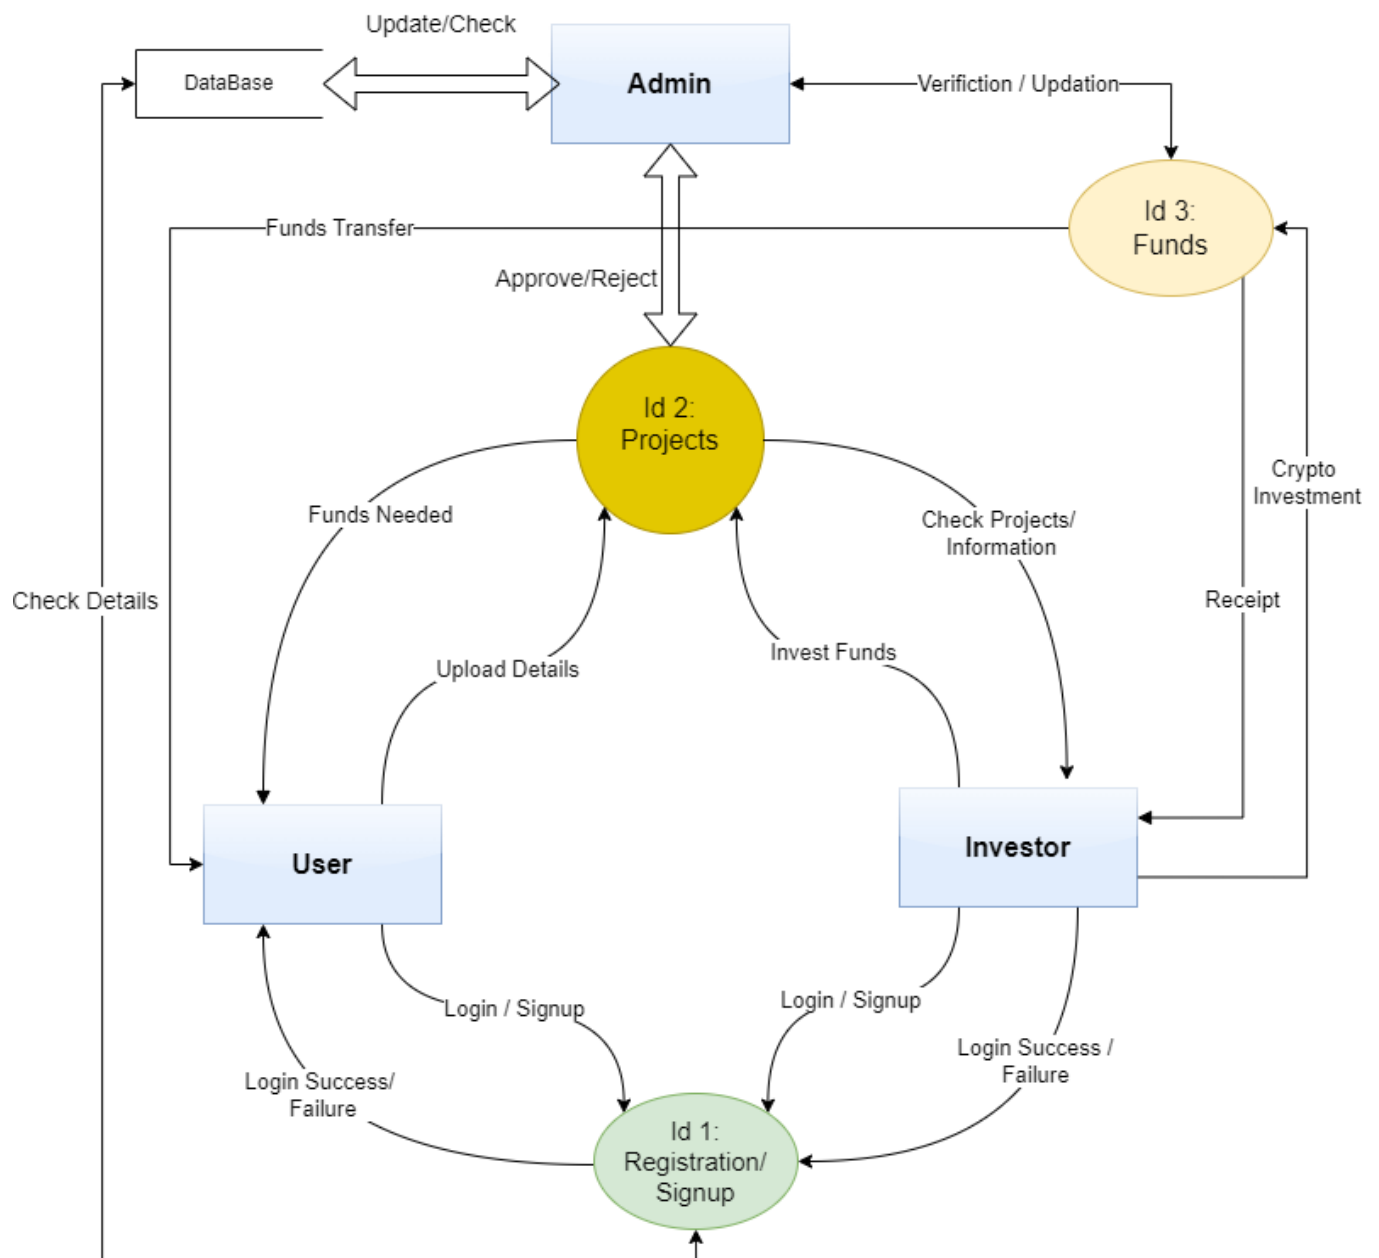 Update/Check
DataBase
Admin
Verifiction / Updation
Id 3:
Funds
Funds Transfer
Approve/Reject
Id 2:
Projects
Funds Needed
Check Projects/
Information
Crypto
Investment
Check Details
Receipt
Upload Details
Invest Funds
User
Investor
Login / Signup
Login / Signup
Login Success/
Failure
Login Success /
Failure
Id 1:
Registration/
Signup